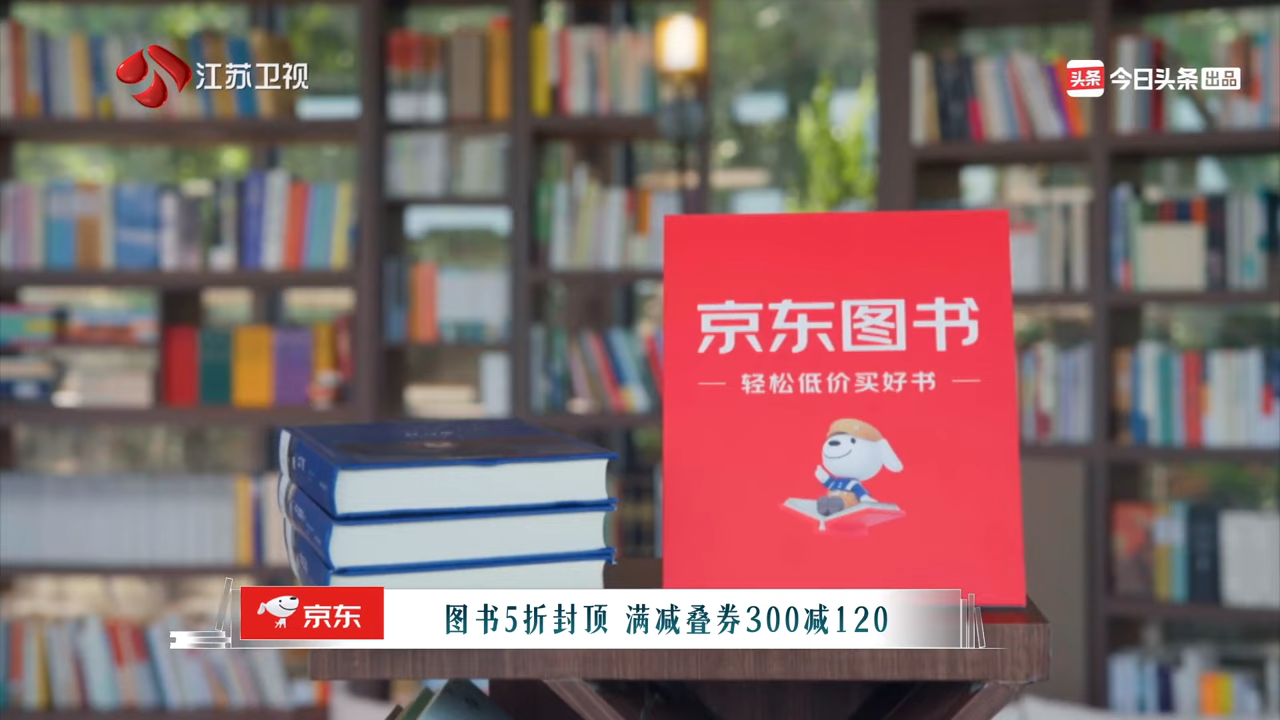 江苏卫视
头条 今日头条 出品
京东图书
轻松低价买好书
京东
图书5折封顶 满减叠券300减120